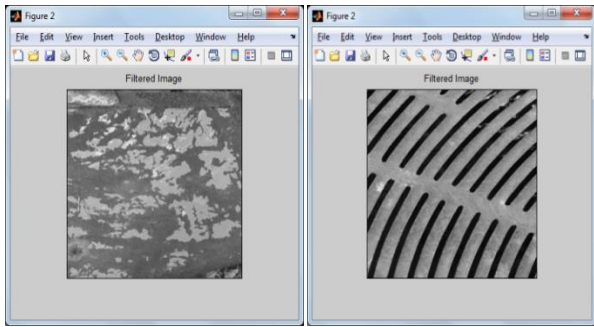 Figure 2
File Edit View Insert Tools Desktop Window Help
Filtered Image
Figure 2
File Edit View Insert Tools Desktop Window Help
Filtered Image